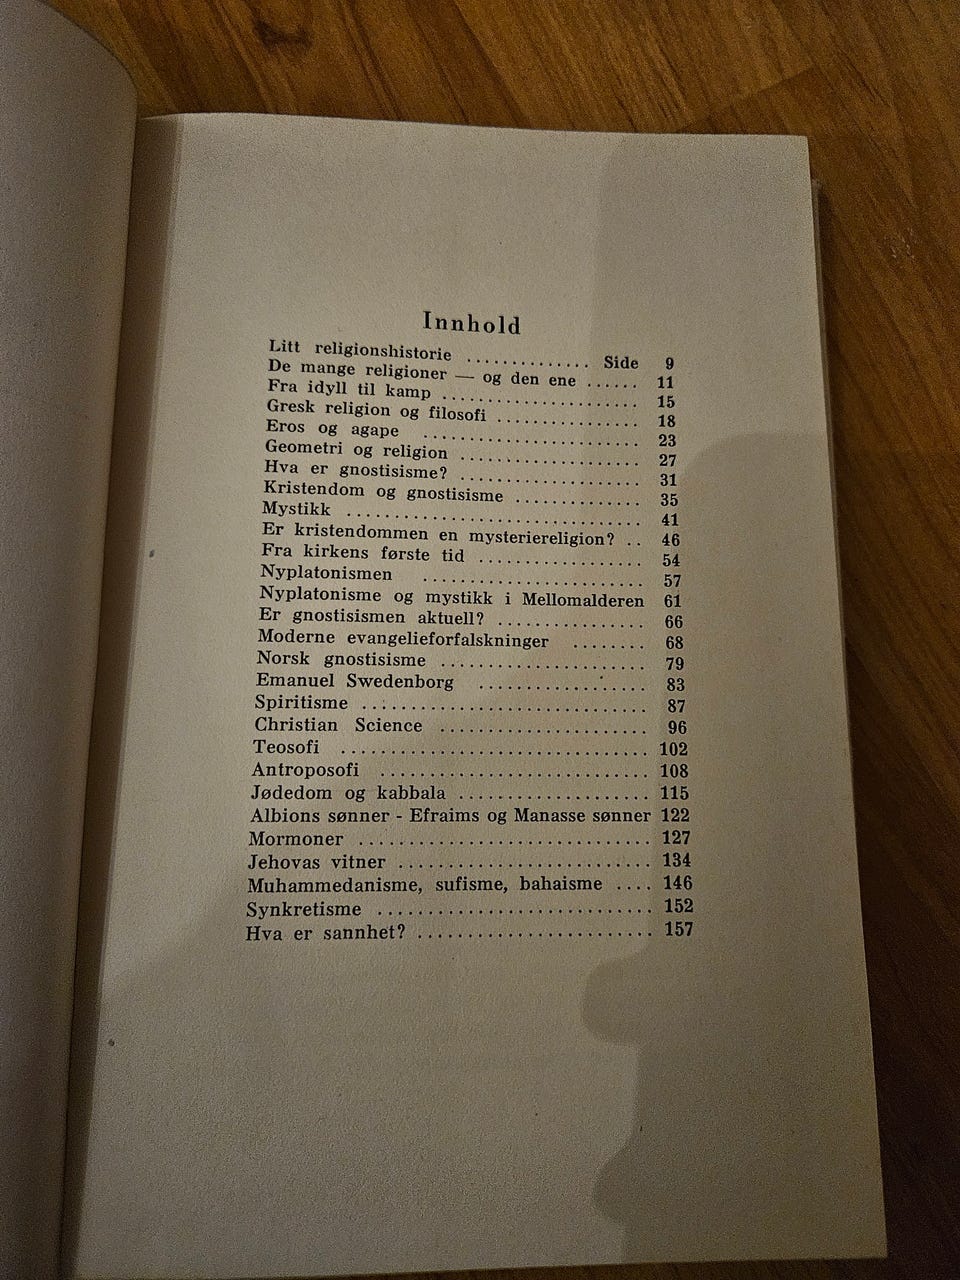 Innhold
Litt religionshistorie ............. Side 9
De mange religioner — og den ene ...... 11
Fra idyll til kamp .................... 15
Gresk religion og filosofi ................ 18
Eros og agape ...................... 23
Geometri og religion .................. 27
Hva er gnostisisme? .................. 31
Kristendom og gnostisisme ............. 35
Mystikk .............................. 41
Er kristendommen en mysteriereligion? .. 46
Fra kirkens første tid .................. 54
Nyplatonismen ....................... 57
Nyplatonisme og mystikk i Mellomalderen 61
Er gnostisismen aktuell? ................ 66
Moderne evangelieforfalskninger ........ 68
Norsk gnostisisme ..................... 79
Emanuel Swedenborg .................. 83
Spiritisme ............................. 87
Christian Science ...................... 96
Teosofi ............................... 102
Antroposofi ........................... 108
Jødedom og kabbala .................... 115
Albions sønner - Efraims og Manasse sønner 122
Mormoner ............................. 127
Jehovas vitner ......................... 134
Muhammedanisme, sufisme, bahaisme .... 146
Synkretisme ........................... 152
Hva er sannhet? ........................ 157